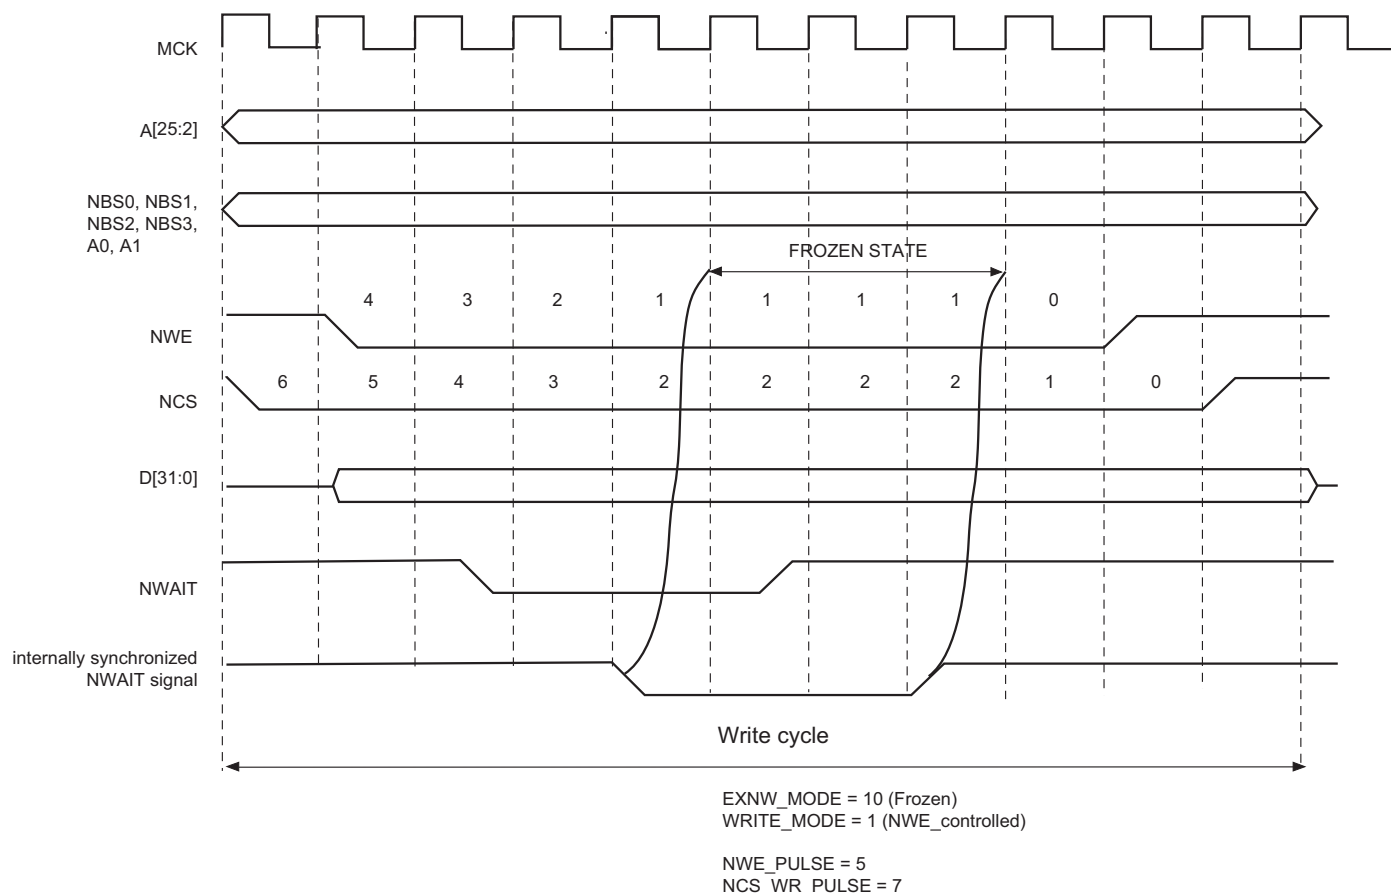 MCK
A[25:2]
NBS0, NBS1,
NBS2, NBS3,
A0, A1
FROZEN STATE
4 3 2 1 1 1 1 0
NWE
6 5 4 3 2 2 2 2 1 0
NCS
D[31:0]
NWAIT
internally synchronized
NWAIT signal
Write cycle
EXNW_MODE = 10 (Frozen)
WRITE_MODE = 1 (NWE_controlled)
NWE_PULSE = 5
NCS_WR_PULSE = 7